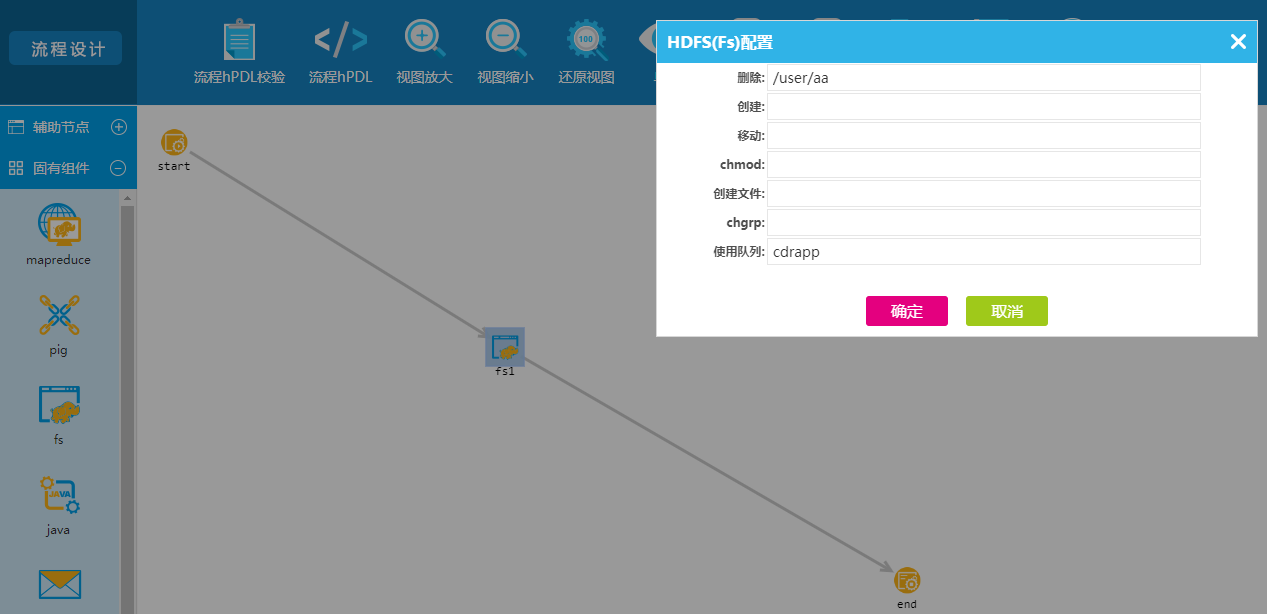 流程设计
流程hPDL校验
流程hPDL
视图放大
视图缩小
100
还原视图
辅助节点
固有组件
mapreduce
pig
fs
JAVA
java
start
fs1
end
HDFS(Fs)配置
删除: /user/aa
创建:
移动:
chmod:
创建文件:
chgrp:
使用队列: cdrapp
确定
取消